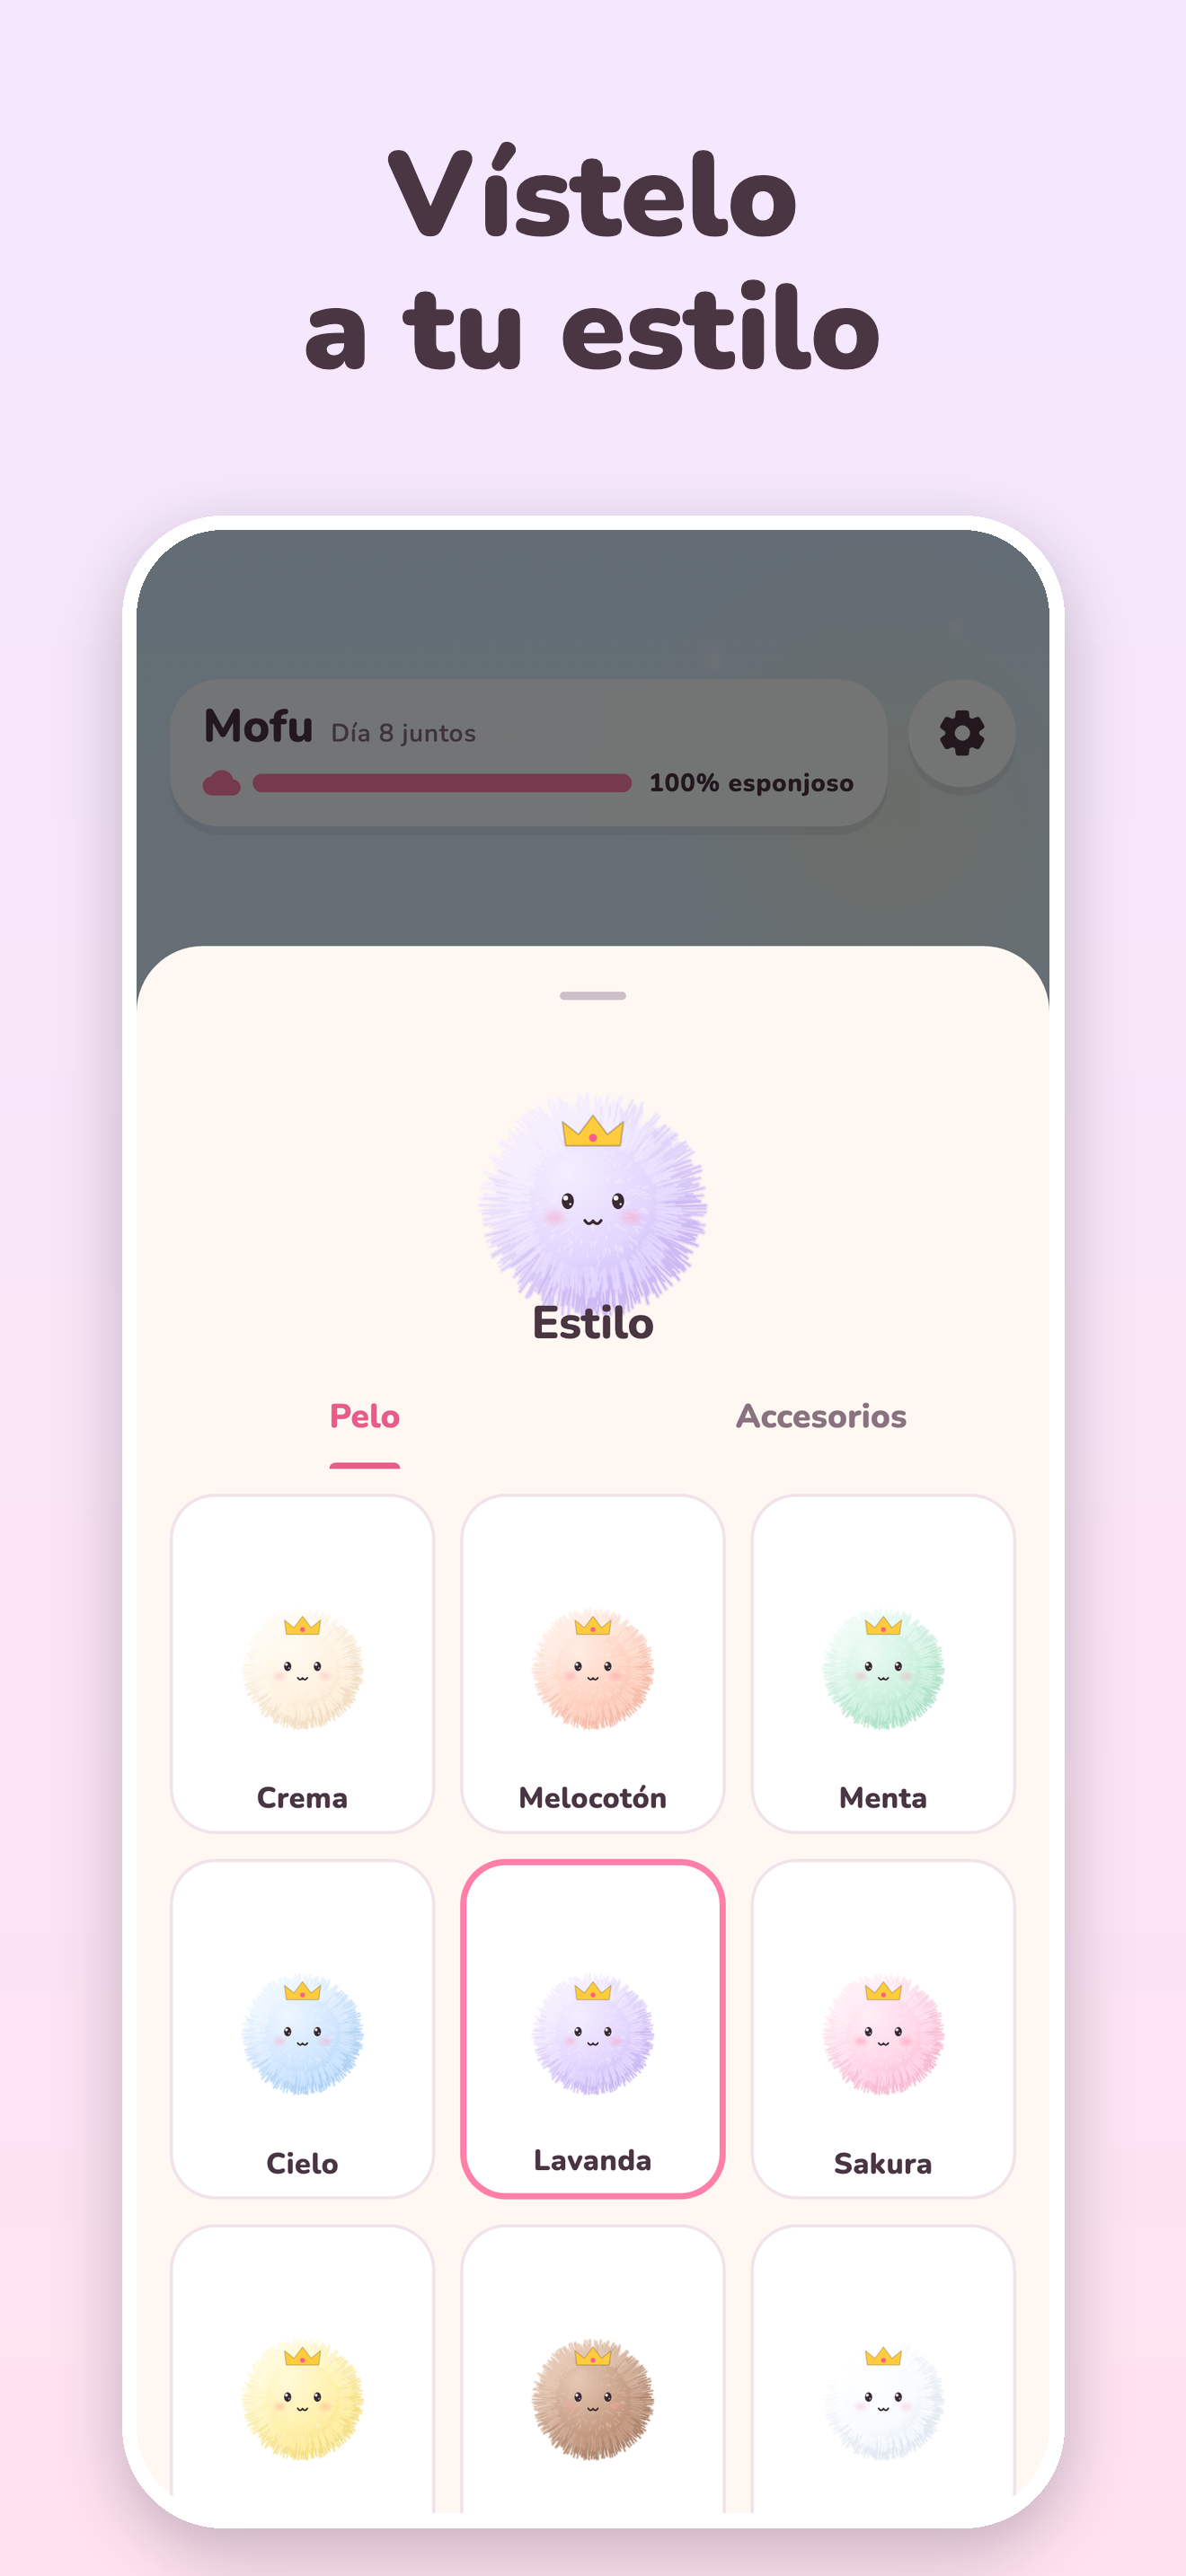 Vístelo
a tu estilo
Mofu Día 8 juntos
100% esponjoso
Estilo
Pelo Accesorios
Crema Melocotón Menta
Cielo Lavanda Sakura